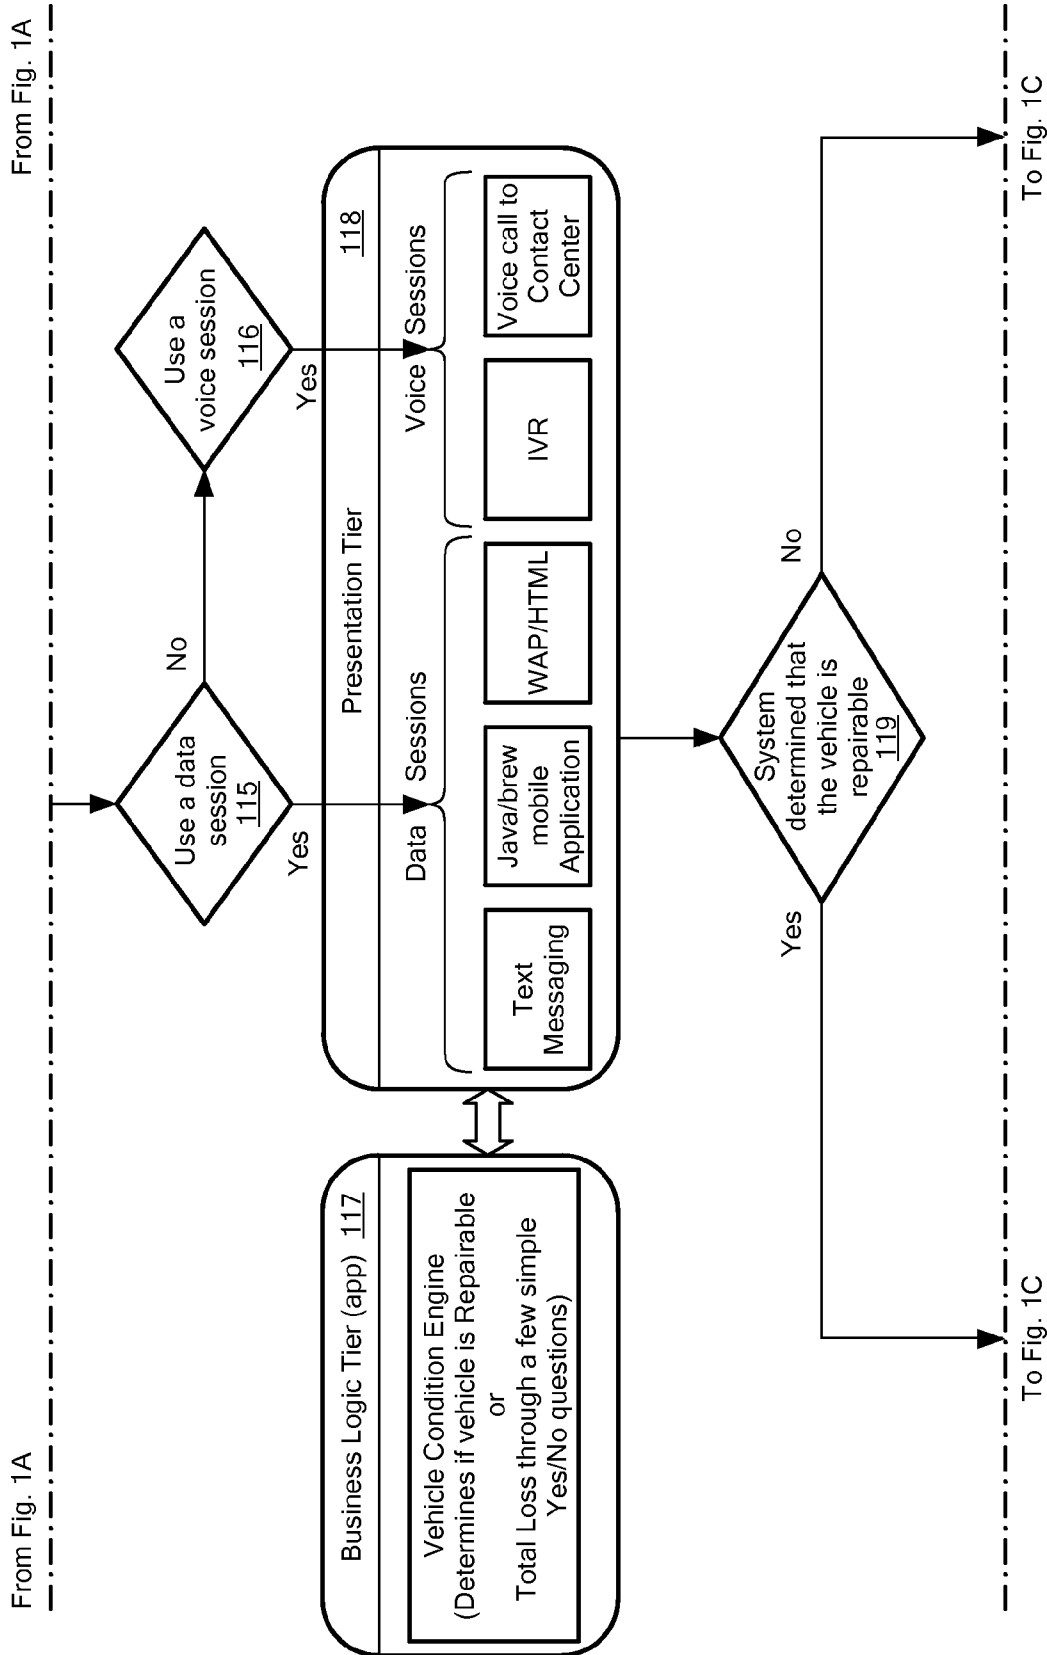 From Fig. 1A
From Fig. 1A
Use a data
session
115
No
Yes
Use a
voice session
116
Yes
Business Logic Tier (app) 117
Vehicle Condition Engine
(Determines if vehicle is Repairable
or
Total Loss through a few simple
Yes/No questions)
Presentation Tier
118
Data Sessions
Voice Sessions
Text
Messaging
Java/brew
mobile
Application
WAP/HTML
IVR
Voice call to
Contact
Center
System
determined that
the vehicle is
repairable
119
Yes
No
To Fig. 1C
To Fig. 1C